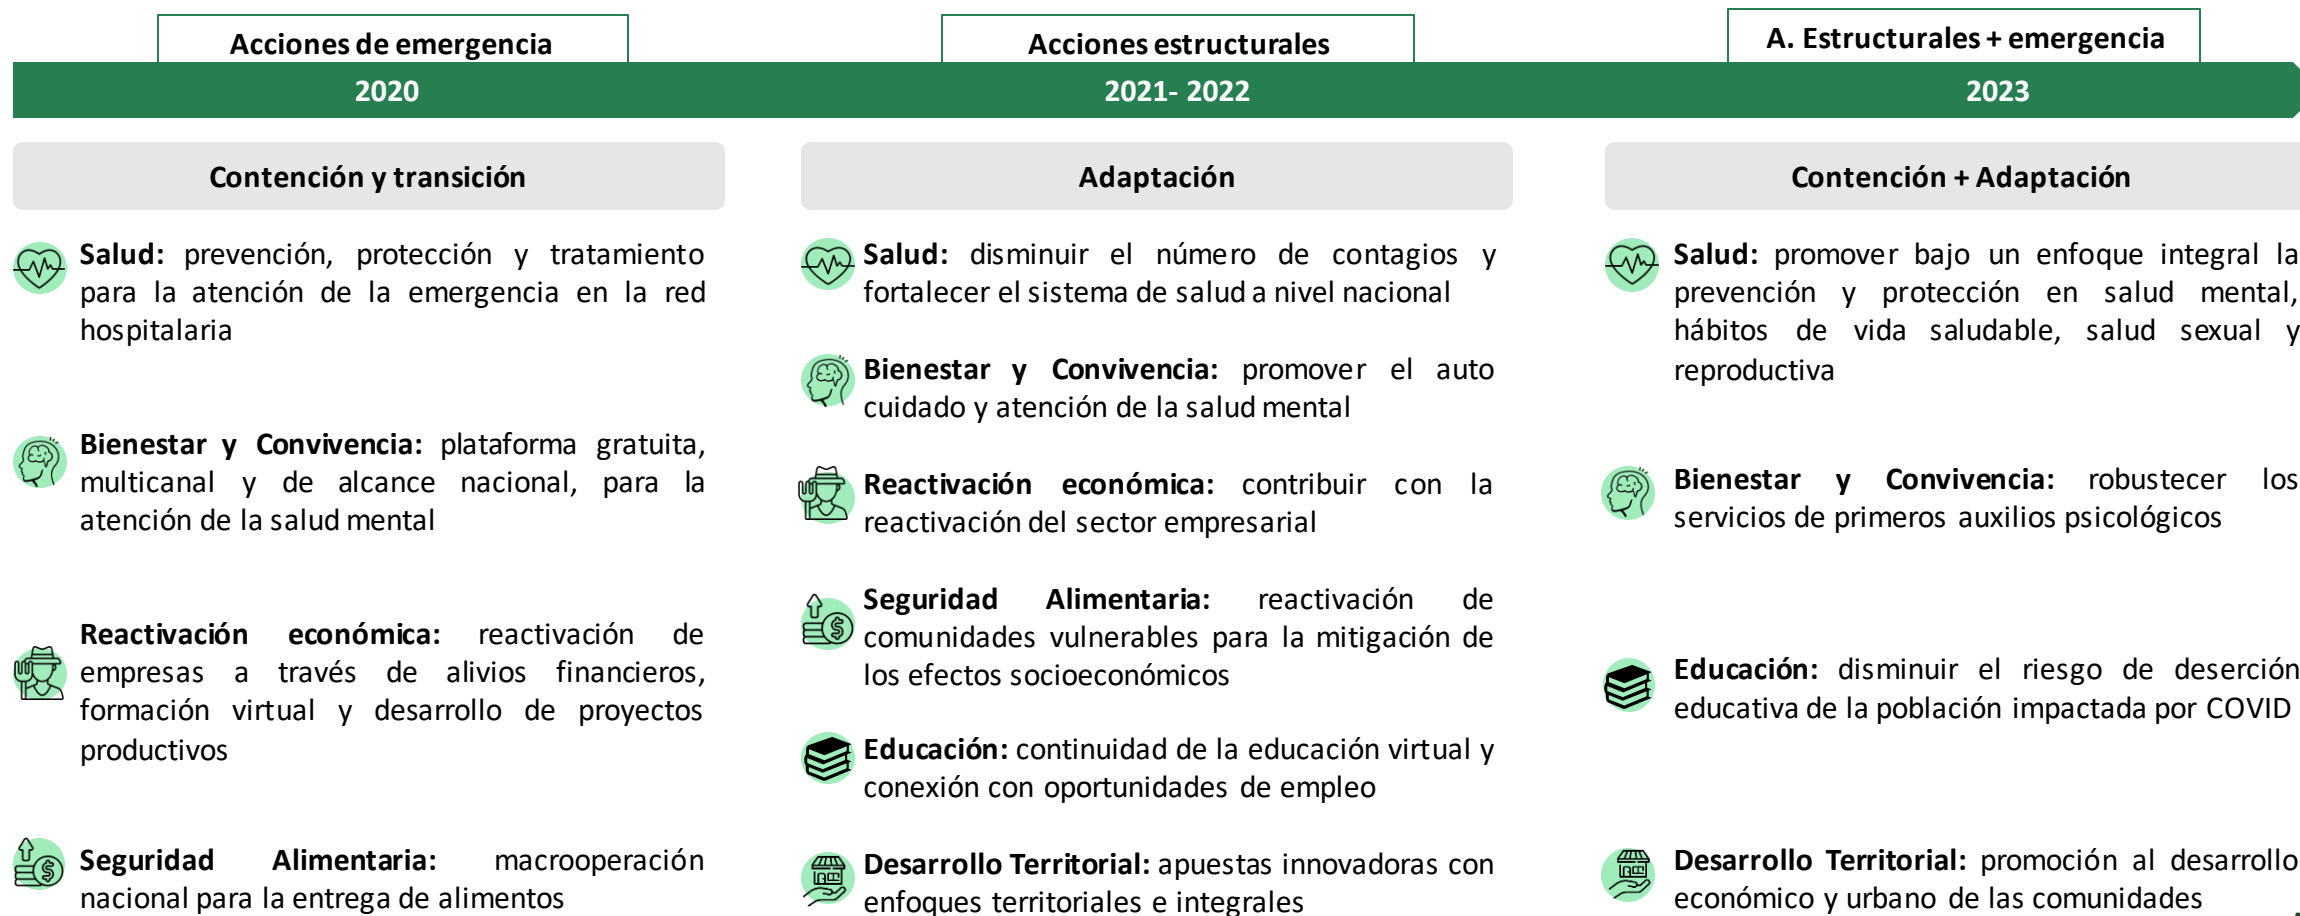 Acciones de emergencia
2020
Contención y transición
Salud: prevención, protección y tratamiento
para la atención de la emergencia en la red
hospitalaria
Bienestar y Convivencia: plataforma gratuita,
multicanal y de alcance nacional, para la
atención de la salud mental
Reactivación económica: reactivación de
empresas a través de alivios financieros,
formación virtual y desarrollo de proyectos
productivos
Seguridad Alimentaria: macrooperación
nacional para la entrega de alimentos
Acciones estructurales
2021- 2022
Adaptación
Salud: disminuir el número de contagios y
fortalecer el sistema de salud a nivel nacional
Bienestar y Convivencia: promover el auto
cuidado y atención de la salud mental
Reactivación económica: contribuir con la
reactivación del sector empresarial
Seguridad Alimentaria: reactivación de
comunidades vulnerables para la mitigación de
los efectos socioeconómicos
Educación: continuidad de la educación virtual y
conexión con oportunidades de empleo
Desarrollo Territorial: apuestas innovadoras con
enfoques territoriales e integrales
A. Estructurales + emergencia
2023
Contención + Adaptación
Salud: promover bajo un enfoque integral la
prevención y protección en salud mental,
hábitos de vida saludable, salud sexual y
reproductiva
Bienestar y Convivencia: robustecer los
servicios de primeros auxilios psicológicos
Educación: disminuir el riesgo de deserción
educativa de la población impactada por COVID
Desarrollo Territorial: promoción al desarrollo
económico y urbano de las comunidades